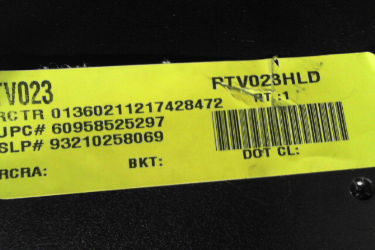 TV023 RTV023HLD
RCTR 01360211217428472 RT :1
UPC# 60958525297
SLP# 93210258069
RCRA: BKT: DOT CL: